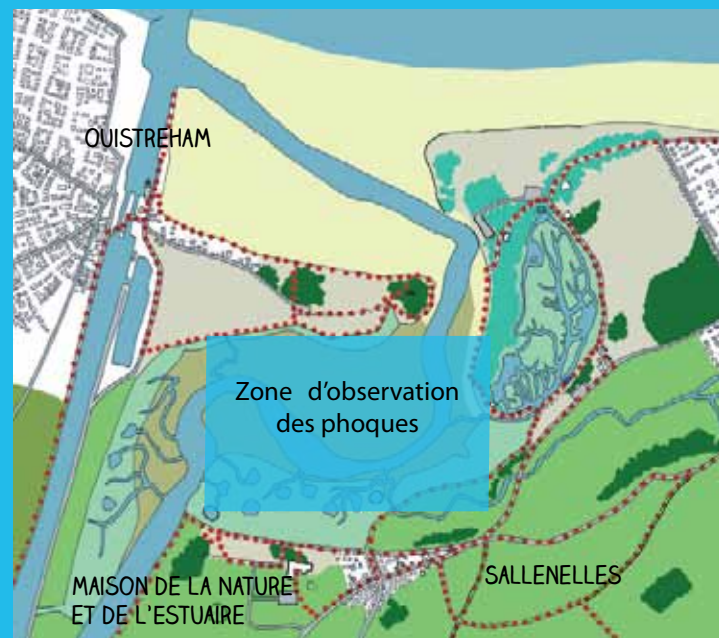 OUISTREHAM
Zone d'observation
des phoques
MAISON DE LA NATURE
ET DE L'ESTUAIRE
SALLENELLES